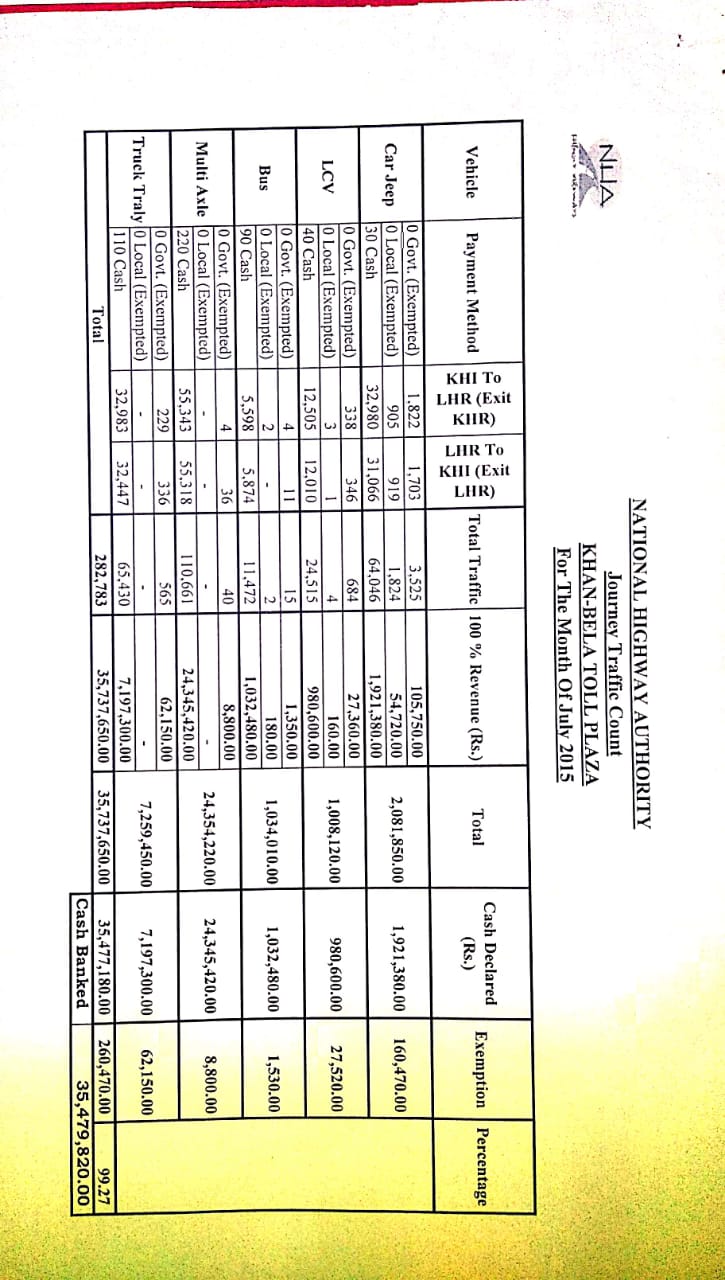 NHA
NATIONAL HIGHWAY AUTHORITY
Journey Traffic Count
KHAN-BELA TOLL PLAZA
For The Month Of July 2015
Vehicle Payment Method KHI To LHR (Exit KHR) LHR To KHI (Exit LHR) Total Traffic 100 % Revenue (Rs.) Total Cash Declared (Rs.) Exemption Percentage
0 Govt. (Exempted) 1,822 1,703 3,525 105,750.00
Car Jeep 0 Local (Exempted) 905 919 1,824 54,720.00 2,081,850.00 1,921,380.00 160,470.00
30 Cash 32,980 31,066 64,046 1,921,380.00
0 Govt. (Exempted) 338 346 684 27,360.00
LCV 0 Local (Exempted) 3 1 4 160.00 1,008,120.00 980,600.00 27,520.00
40 Cash 12,505 12,010 24,515 980,600.00
0 Govt. (Exempted) 4 11 15 1,350.00
Bus 0 Local (Exempted) 2 - 2 180.00 1,034,010.00 1,032,480.00 1,530.00
90 Cash 5,598 5,874 11,472 1,032,480.00
0 Govt. (Exempted) 4 36 40 8,800.00
Multi Axle 0 Local (Exempted) - - - - 24,354,220.00 24,345,420.00 8,800.00
220 Cash 55,343 55,318 110,661 24,345,420.00
0 Govt. (Exempted) 229 336 565 62,150.00
Truck Traly 0 Local (Exempted) - - - - 7,259,450.00 7,197,300.00 62,150.00
110 Cash 32,983 32,447 65,430 7,197,300.00
Total 282,783 35,737,650.00 35,737,650.00 35,477,180.00 260,470.00 99.27
Cash Banked 35,479,820.00